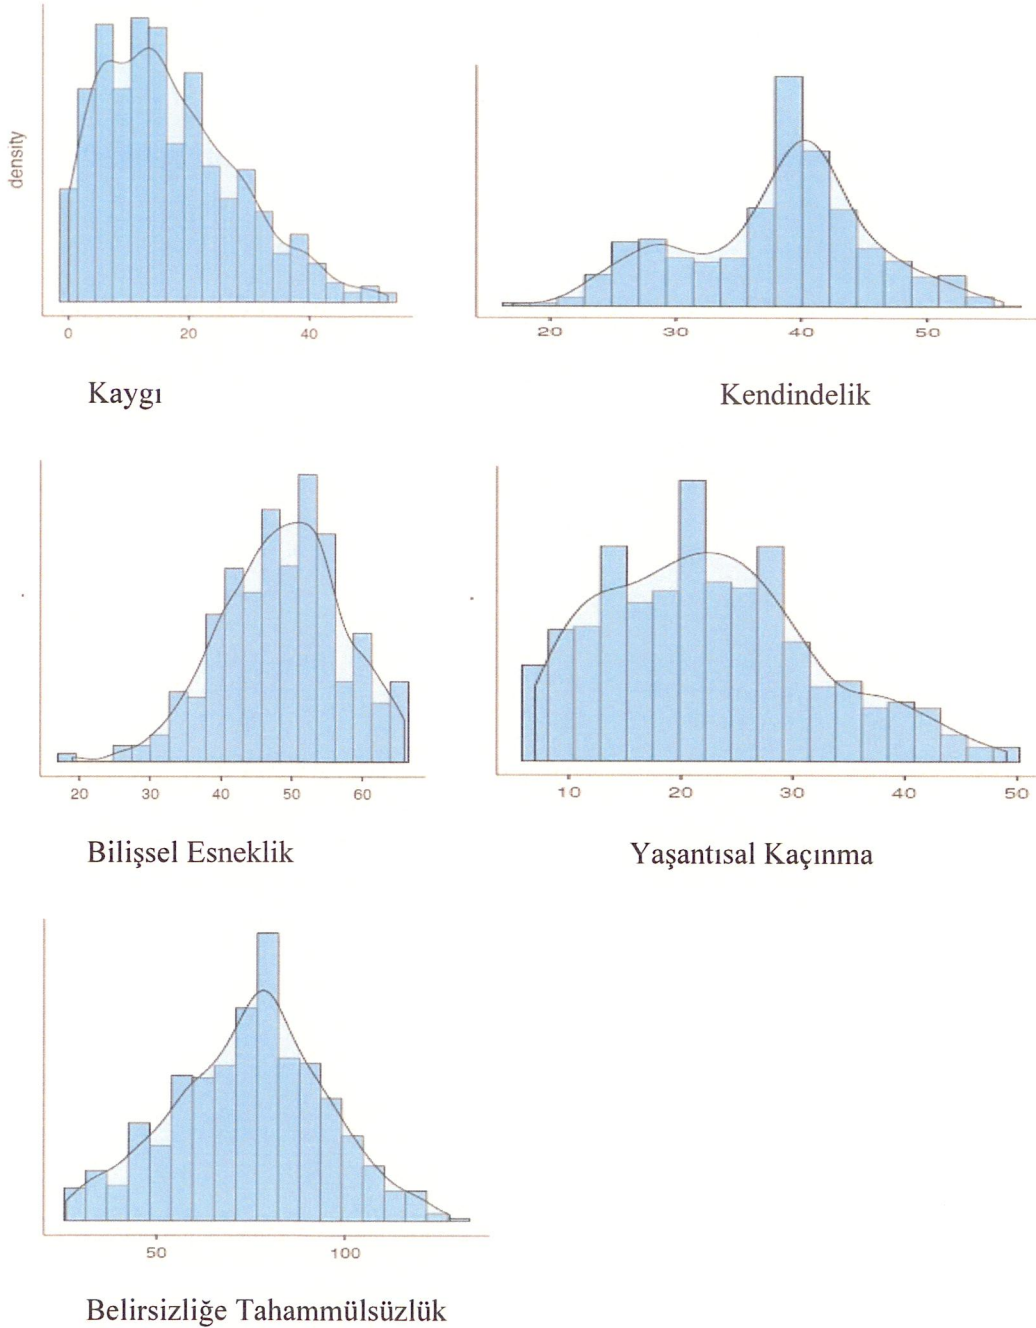 density
0 20 40
20 30 40 50
Kaygı
Kendindelik
20 30 40 50 60
10 20 30 40 50
Bilişsel Esneklik
Yaşantısal Kaçınma
50 100
Belirsizliğe Tahammülsüzlük